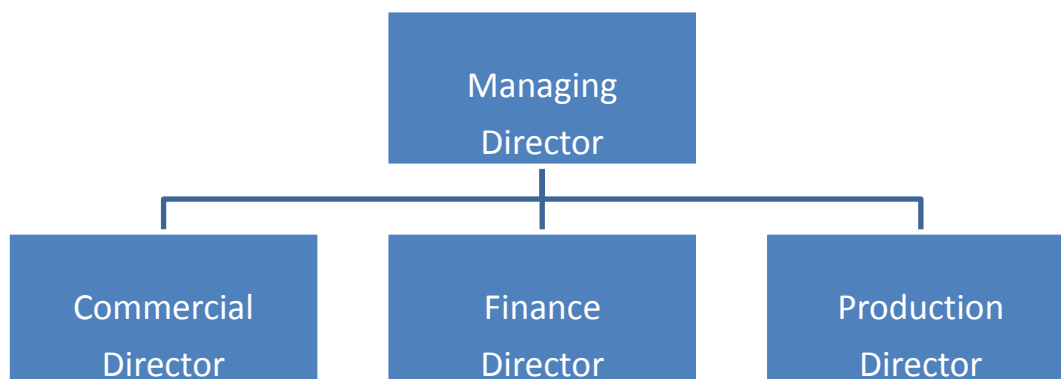 Managing
Director
Commercial
Director
Finance
Director
Production
Director